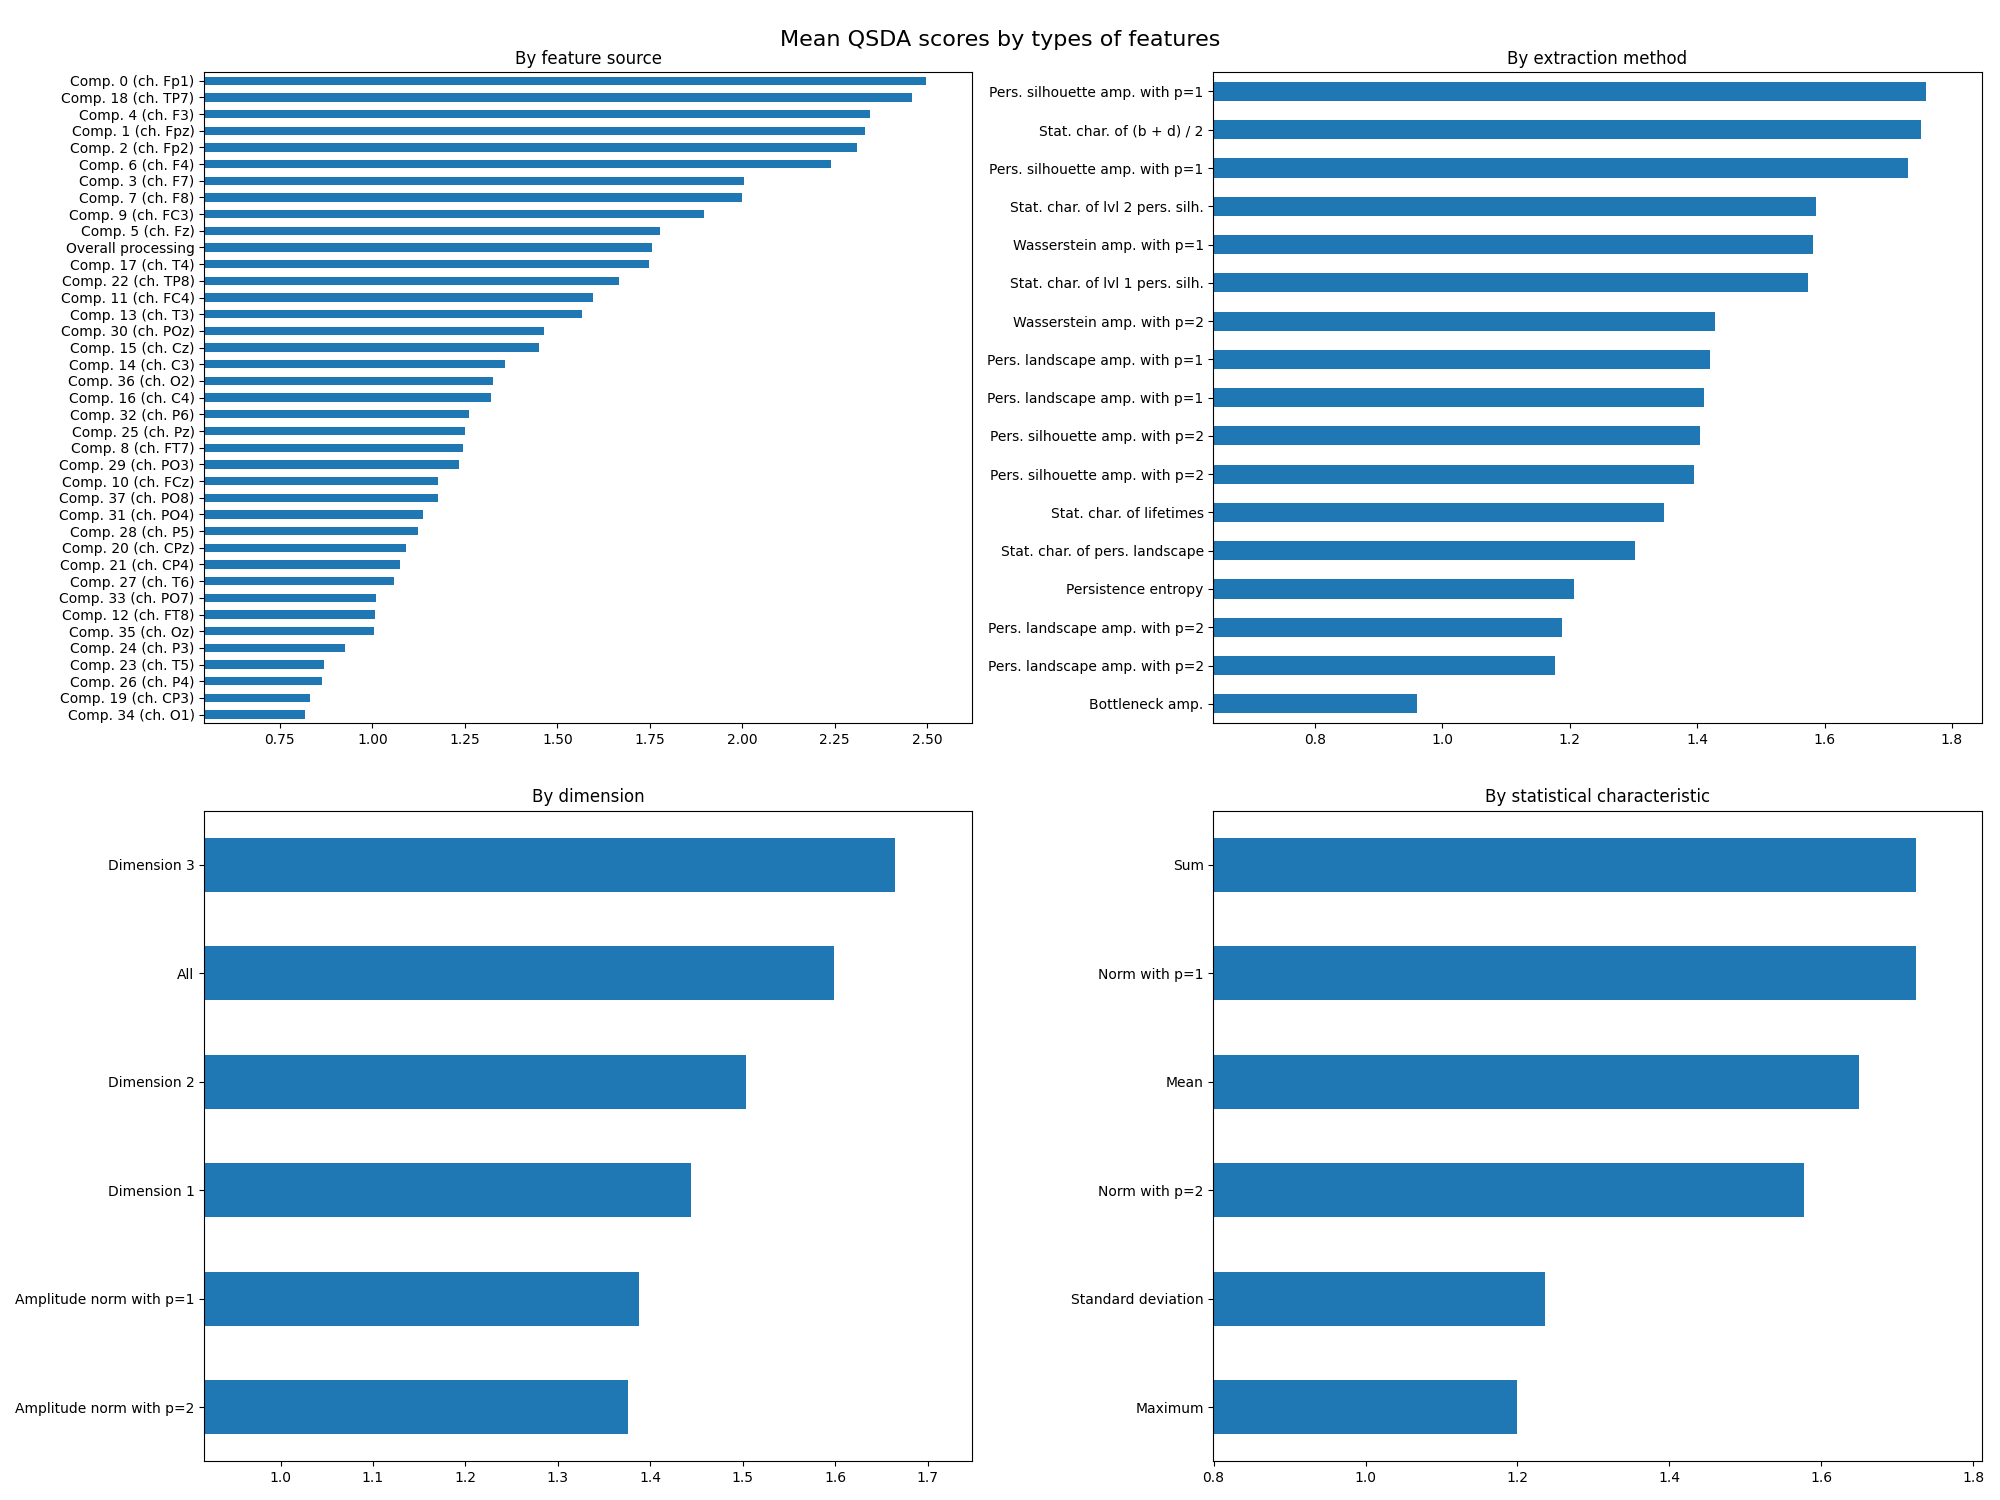 Mean QSDA scores by types of features
By feature source
Comp. 0 (ch. Fp1)
Comp. 18 (ch. TP7)
Comp. 4 (ch. F3)
Comp. 1 (ch. Fpz)
Comp. 2 (ch. Fp2)
Comp. 6 (ch. F4)
Comp. 3 (ch. F7)
Comp. 7 (ch. F8)
Comp. 9 (ch. FC3)
Comp. 5 (ch. Fz)
Overall processing
Comp. 17 (ch. T4)
Comp. 22 (ch. TP8)
Comp. 11 (ch. FC4)
Comp. 13 (ch. T3)
Comp. 30 (ch. POz)
Comp. 15 (ch. Cz)
Comp. 14 (ch. C3)
Comp. 36 (ch. O2)
Comp. 16 (ch. C4)
Comp. 32 (ch. P6)
Comp. 25 (ch. Pz)
Comp. 8 (ch. FT7)
Comp. 29 (ch. PO3)
Comp. 10 (ch. FCz)
Comp. 37 (ch. PO8)
Comp. 31 (ch. PO4)
Comp. 28 (ch. P5)
Comp. 20 (ch. CPz)
Comp. 21 (ch. CP4)
Comp. 27 (ch. T6)
Comp. 33 (ch. PO7)
Comp. 12 (ch. FT8)
Comp. 35 (ch. Oz)
Comp. 24 (ch. P3)
Comp. 23 (ch. T5)
Comp. 26 (ch. P4)
Comp. 19 (ch. CP3)
Comp. 34 (ch. O1)
0.75 1.00 1.25 1.50 1.75 2.00 2.25 2.50
By extraction method
Pers. silhouette amp. with p=1
Stat. char. of (b + d) / 2
Pers. silhouette amp. with p=1
Stat. char. of lvl 2 pers. silh.
Wasserstein amp. with p=1
Stat. char. of lvl 1 pers. silh.
Wasserstein amp. with p=2
Pers. landscape amp. with p=1
Pers. landscape amp. with p=1
Pers. silhouette amp. with p=2
Pers. silhouette amp. with p=2
Stat. char. of lifetimes
Stat. char. of pers. landscape
Persistence entropy
Pers. landscape amp. with p=2
Pers. landscape amp. with p=2
Bottleneck amp.
0.8 1.0 1.2 1.4 1.6 1.8
By dimension
Dimension 3
All
Dimension 2
Dimension 1
Amplitude norm with p=1
Amplitude norm with p=2
1.0 1.1 1.2 1.3 1.4 1.5 1.6 1.7
By statistical characteristic
Sum
Norm with p=1
Mean
Norm with p=2
Standard deviation
Maximum
0.8 1.0 1.2 1.4 1.6 1.8